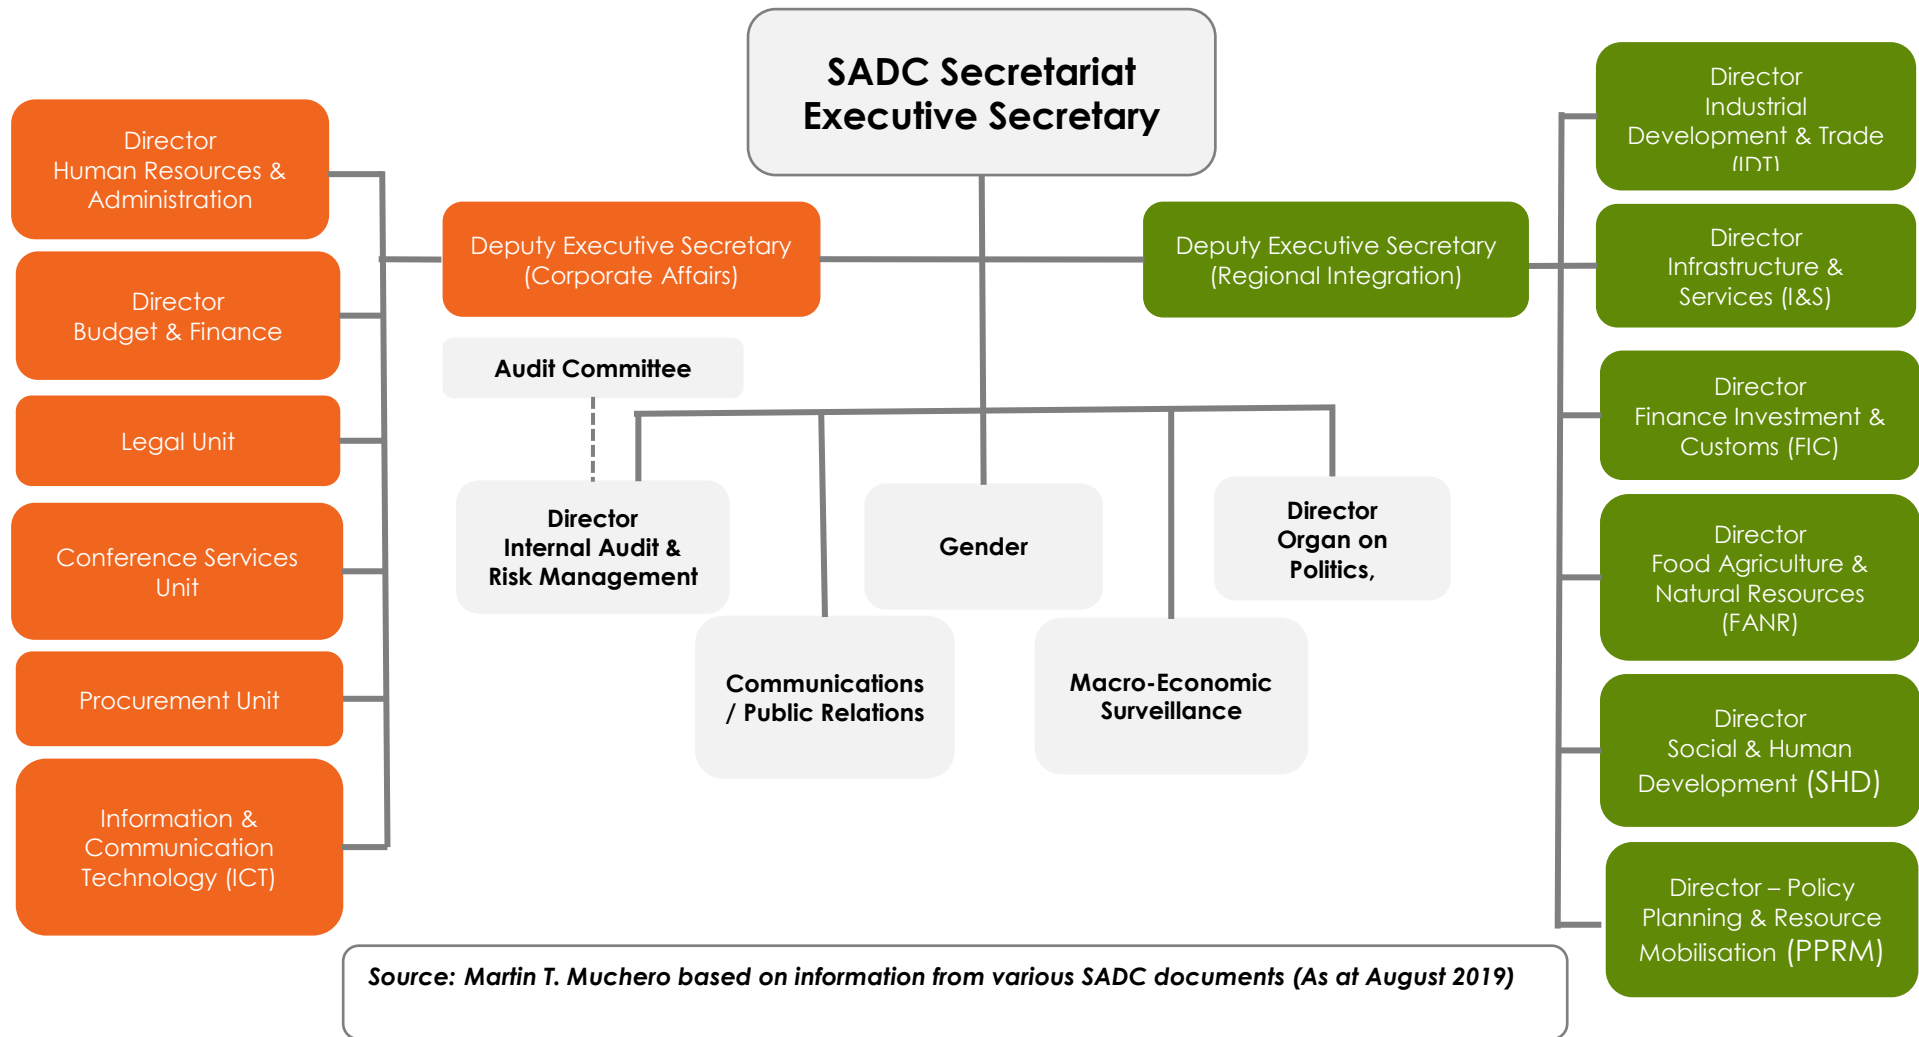 SADC Secretariat
Executive Secretary
Director
Human Resources &
Administration
Director
Budget & Finance
Legal Unit
Conference Services
Unit
Procurement Unit
Information &
Communication
Technology (ICT)
Deputy Executive Secretary
(Corporate Affairs)
Deputy Executive Secretary
(Regional Integration)
Audit Committee
Director
Internal Audit &
Risk Management
Communications
/ Public Relations
Gender
Macro-Economic
Surveillance
Director
Organ on
Politics,
Director
Industrial
Development & Trade
(IDT)
Director
Infrastructure &
Services (I&S)
Director
Finance Investment &
Customs (FIC)
Director
Food Agriculture &
Natural Resources
(FANR)
Director
Social & Human
Development (SHD)
Director – Policy
Planning & Resource
Mobilisation (PPRM)
Source: Martin T. Muchero based on information from various SADC documents (As at August 2019)